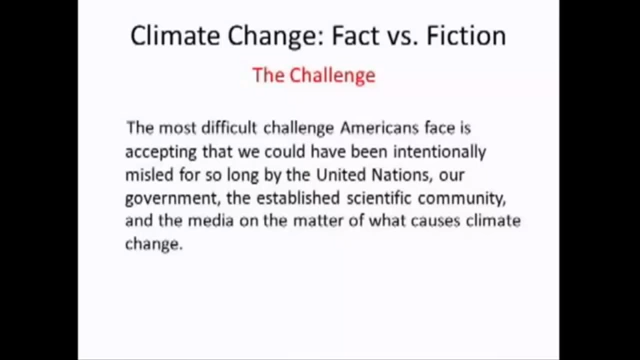 Climate Change: Fact vs. Fiction
The Challenge
The most difficult challenge Americans face is
accepting that we could have been intentionally
misled for so long by the United Nations, our
government, the established scientific community,
and the media on the matter of what causes climate
change.